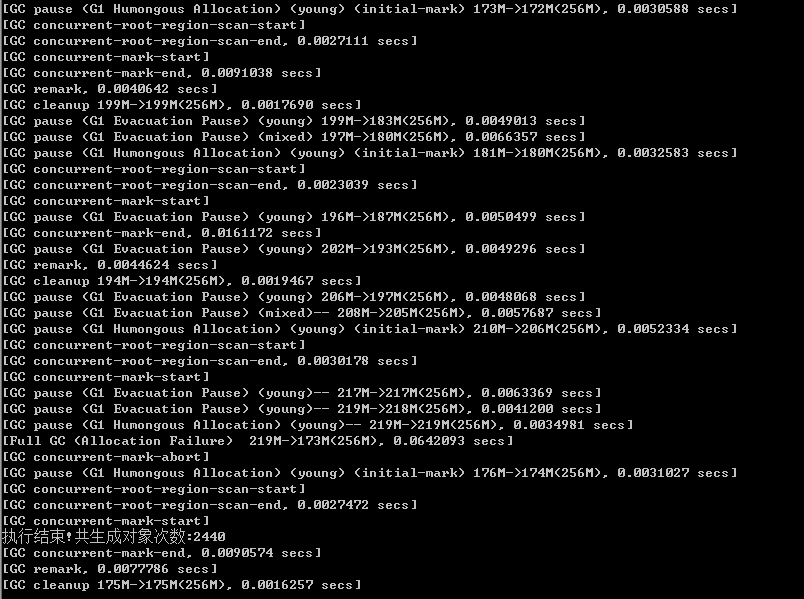 [GC pause (G1 Humongous Allocation) (young) (initial-mark) 173M->172M(256M), 0.0030588 secs]
[GC concurrent-root-region-scan-start]
[GC concurrent-root-region-scan-end, 0.0027111 secs]
[GC concurrent-mark-start]
[GC concurrent-mark-end, 0.0091038 secs]
[GC remark, 0.0040642 secs]
[GC cleanup 199M->199M(256M), 0.0017690 secs]
[GC pause (G1 Evacuation Pause) (young) 199M->183M(256M), 0.0049013 secs]
[GC pause (G1 Evacuation Pause) (mixed) 197M->180M(256M), 0.0066357 secs]
[GC pause (G1 Humongous Allocation) (young) (initial-mark) 181M->180M(256M), 0.0032583 secs]
[GC concurrent-root-region-scan-start]
[GC concurrent-root-region-scan-end, 0.0023039 secs]
[GC concurrent-mark-start]
[GC pause (G1 Evacuation Pause) (young) 196M->187M(256M), 0.0050499 secs]
[GC concurrent-mark-end, 0.0161172 secs]
[GC pause (G1 Evacuation Pause) (young) 202M->193M(256M), 0.0049296 secs]
[GC remark, 0.0044624 secs]
[GC cleanup 194M->194M(256M), 0.0019467 secs]
[GC pause (G1 Evacuation Pause) (young) 206M->197M(256M), 0.0048068 secs]
[GC pause (G1 Evacuation Pause) (mixed)-- 208M->205M(256M), 0.0057687 secs]
[GC pause (G1 Humongous Allocation) (young) (initial-mark) 210M->206M(256M), 0.0052334 secs]
[GC concurrent-root-region-scan-start]
[GC concurrent-root-region-scan-end, 0.0030178 secs]
[GC concurrent-mark-start]
[GC pause (G1 Evacuation Pause) (young)-- 217M->217M(256M), 0.0063369 secs]
[GC pause (G1 Evacuation Pause) (young)-- 219M->218M(256M), 0.0041200 secs]
[GC pause (G1 Humongous Allocation) (young)-- 219M->219M(256M), 0.0034981 secs]
[Full GC (Allocation Failure)  219M->173M(256M), 0.0642093 secs]
[GC concurrent-mark-abort]
[GC pause (G1 Humongous Allocation) (young) (initial-mark) 176M->174M(256M), 0.0031027 secs]
[GC concurrent-root-region-scan-start]
[GC concurrent-root-region-scan-end, 0.0027472 secs]
[GC concurrent-mark-start]
执行结束!共生成对象次数:2440
[GC concurrent-mark-end, 0.0090574 secs]
[GC remark, 0.0077786 secs]
[GC cleanup 175M->175M(256M), 0.0016257 secs]